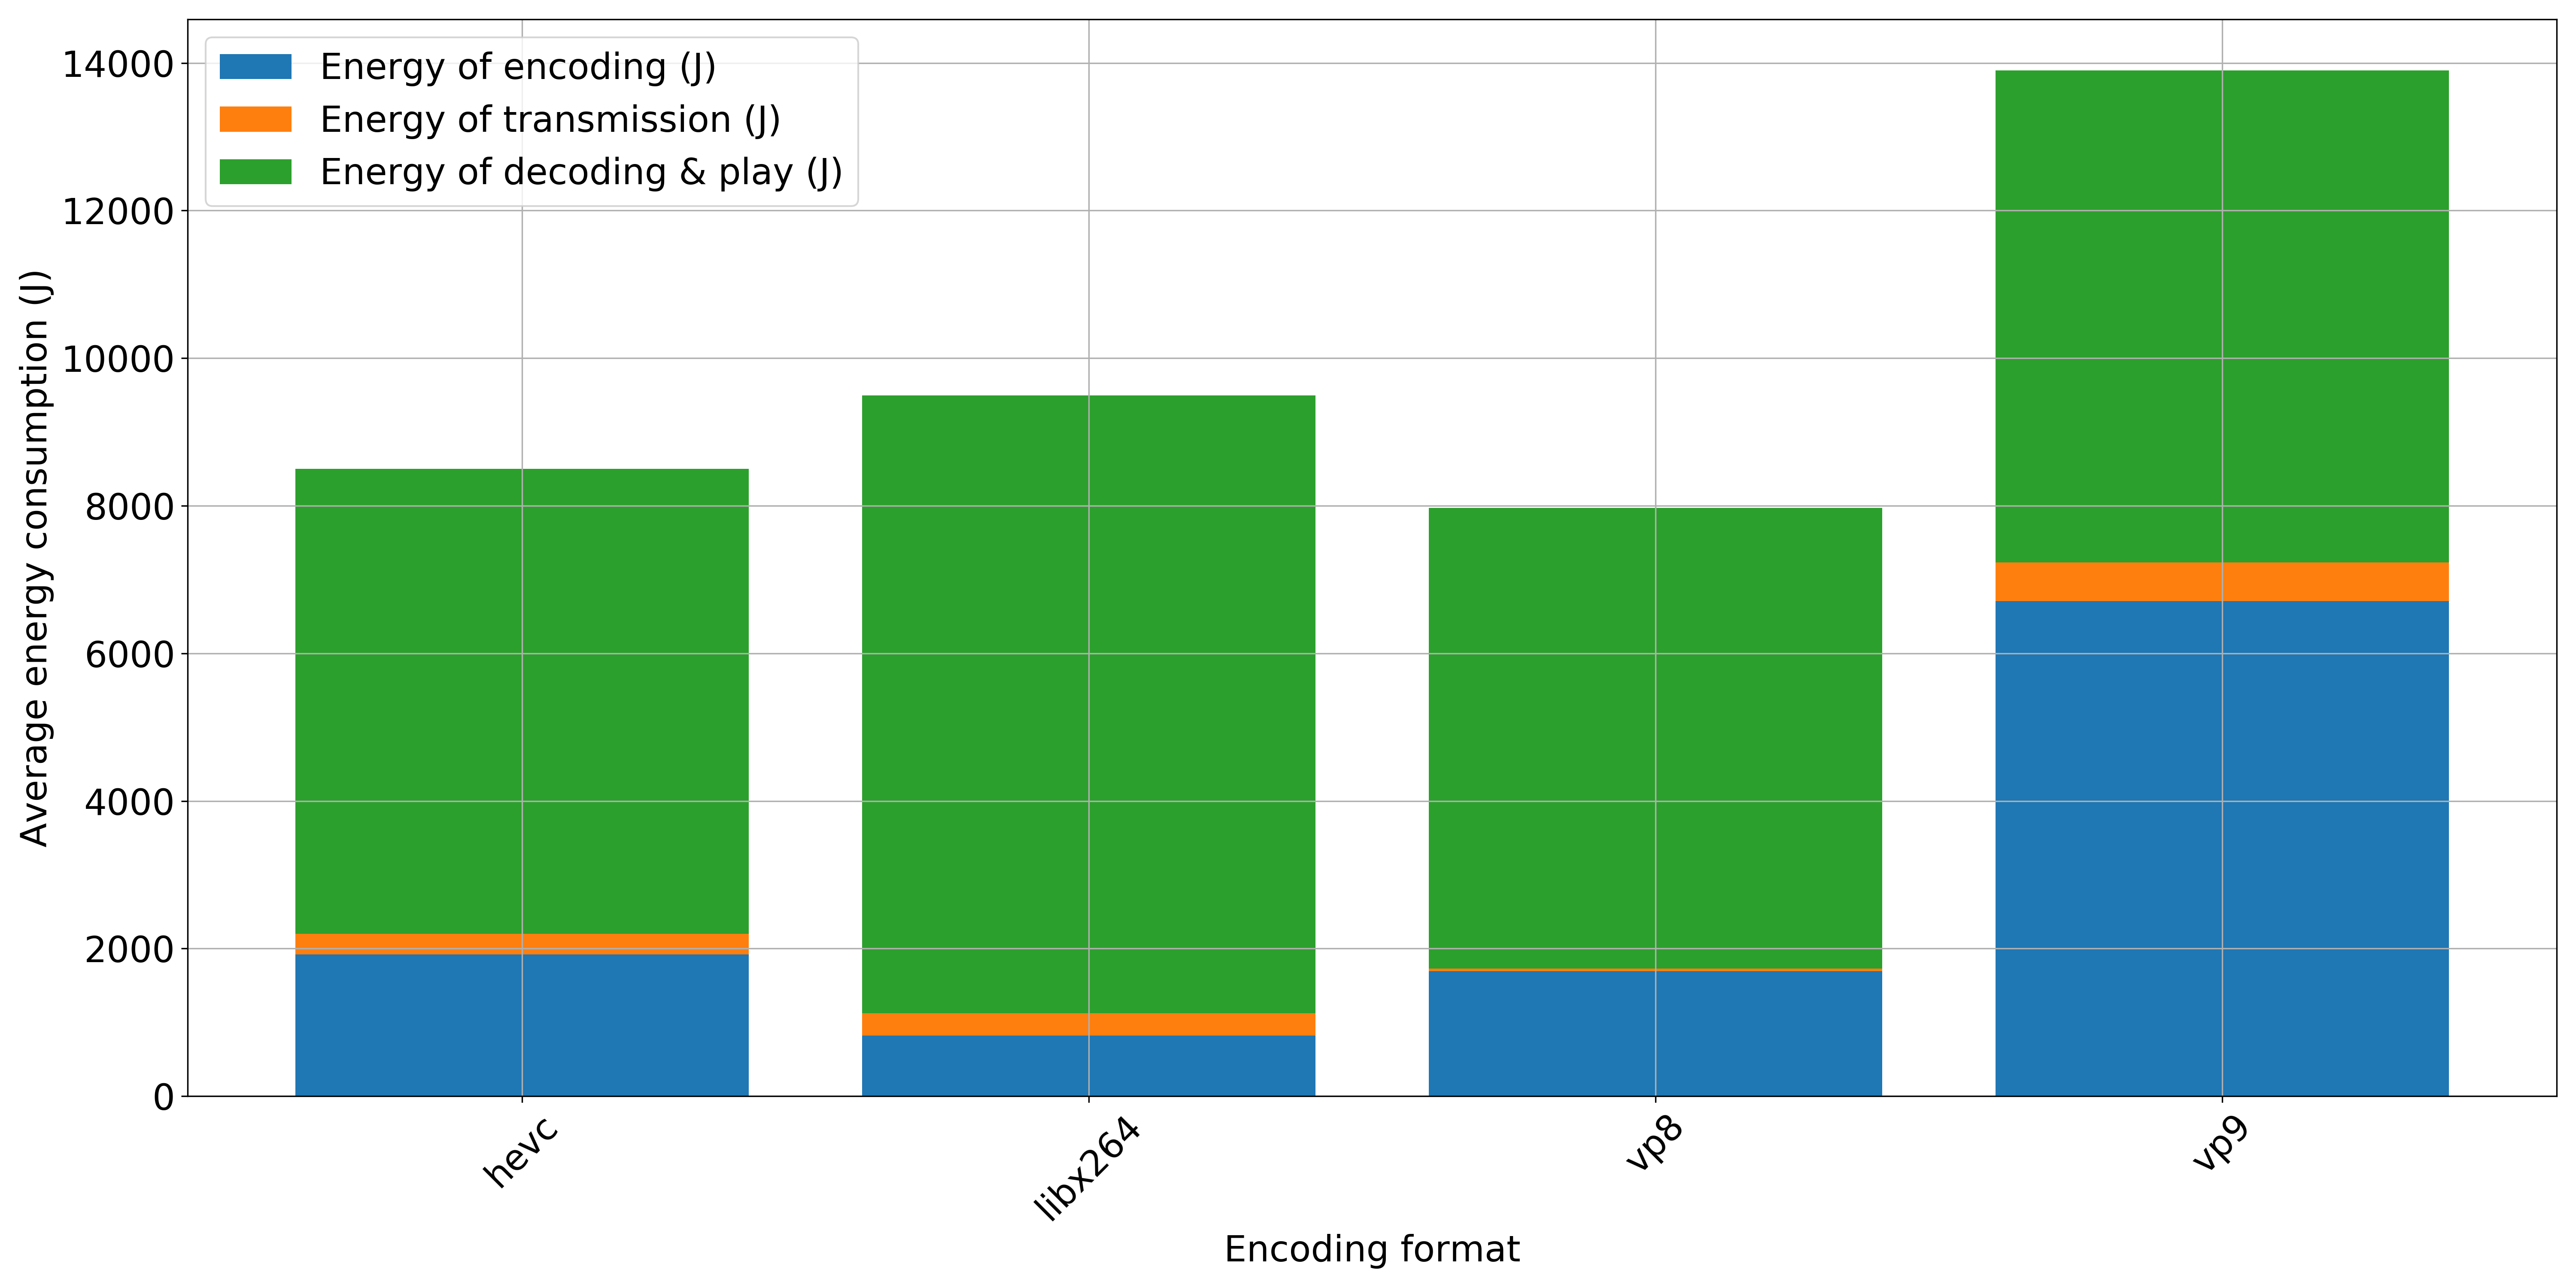 Energy of encoding (J)
Energy of transmission (J)
Energy of decoding & play (J)
Average energy consumption (J)
14000
12000
10000
8000
6000
4000
2000
0
hevc
libx264
vp8
vp9
Encoding format